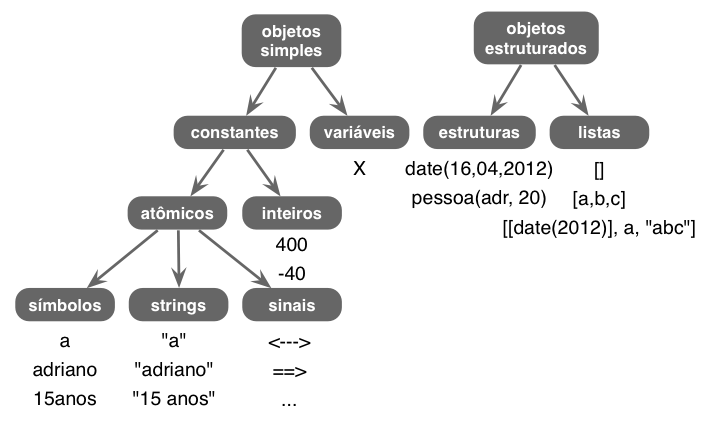 objetos
simples
objetos
estruturados
constantes
variáveis
estruturas
listas
X
date(16,04,2012)
[]
pessoa(adr, 20)
[a,b,c]
[[date(2012)], a, "abc"]
atômicos
inteiros
400
-40
símbolos
strings
sinais
a
"a"
<--->
adriano
"adriano"
==>
15anos
"15 anos"
...